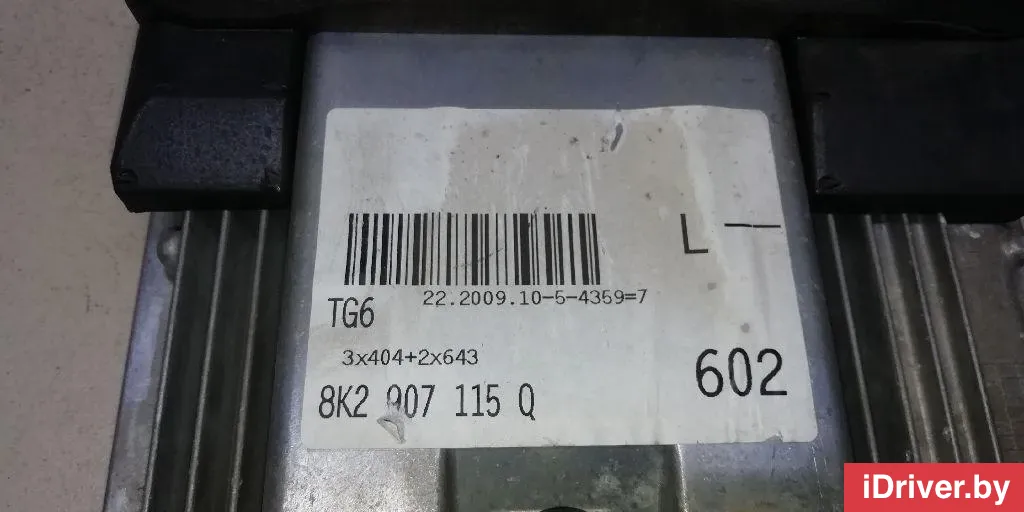 L —
22.2009.10-5-4359=7
TG6
3x404+2x643
602
8K2 907 115 Q
iDriver.by